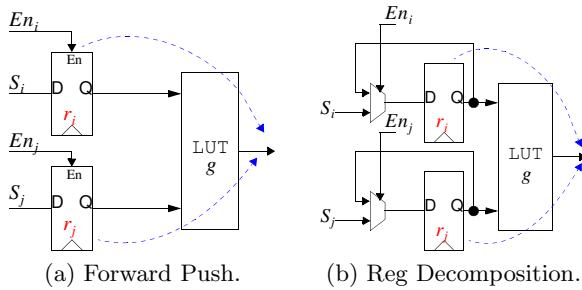 En_i
En
S_i
D Q
r_j
En_j
En
S_j
D Q
r_j
LUT
g
(a) Forward Push.
En_i
S_i
D Q
r_j
En_j
S_j
D Q
r_j
LUT
g
(b) Reg Decomposition.